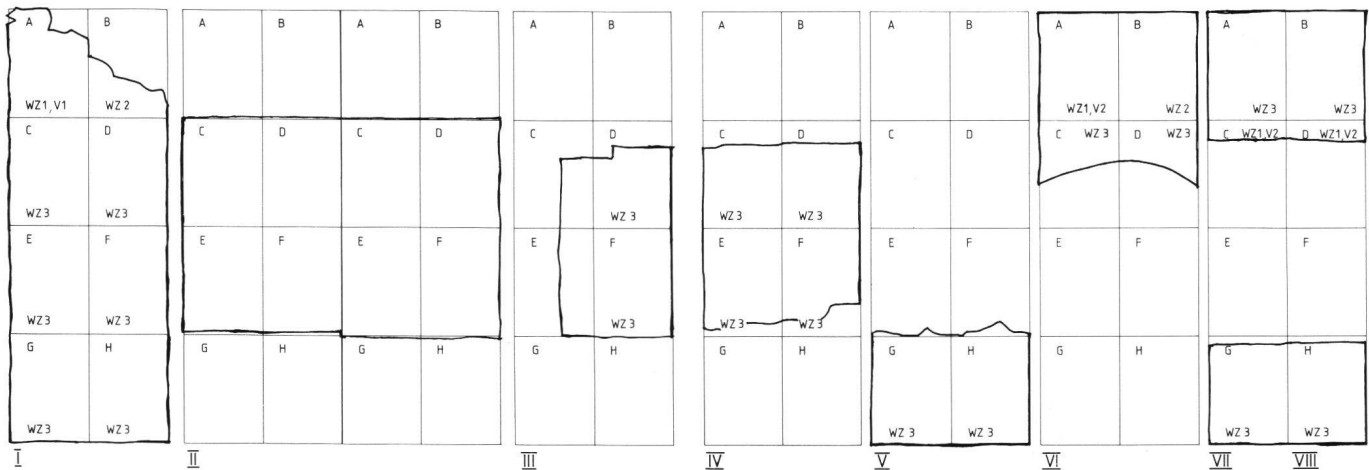 A B
WZ1,V1 WZ 2
C D
WZ 3 WZ 3
E F
WZ 3 WZ 3
G H
WZ 3 WZ 3
I
A B A B
C D C D
E F E F
G H G H
II
A B
C D
WZ 3
E F
WZ 3
G H
III
A B
C D
WZ 3 WZ 3
E F
WZ 3 WZ 3
G H
IV
A B
C D
E F
G H
WZ 3 WZ 3
V
A B
WZ1,V2 WZ 2
C WZ 3 D WZ 3
E F
G H
VI
A B
WZ 3 WZ 3
C WZ1,V2 D WZ1,V2
E F
G H
WZ 3 WZ 3
VII VIII